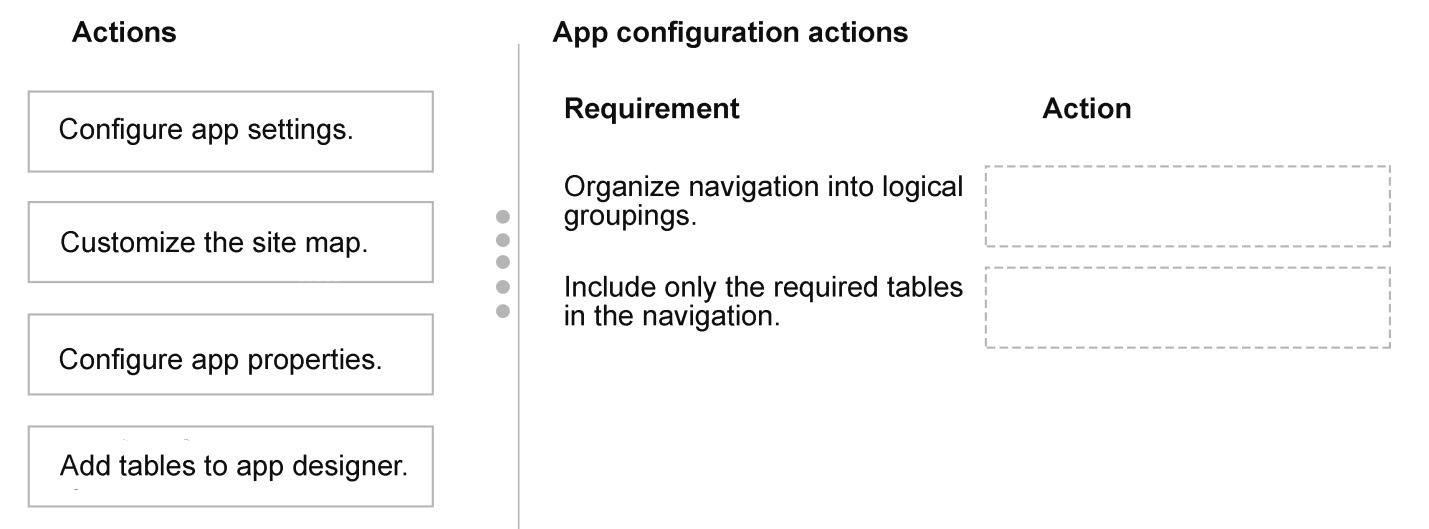 Actions
Configure app settings.
Customize the site map.
Configure app properties.
Add tables to app designer.
App configuration actions
Requirement
Action
Organize navigation into logical
groupings.
Include only the required tables
in the navigation.